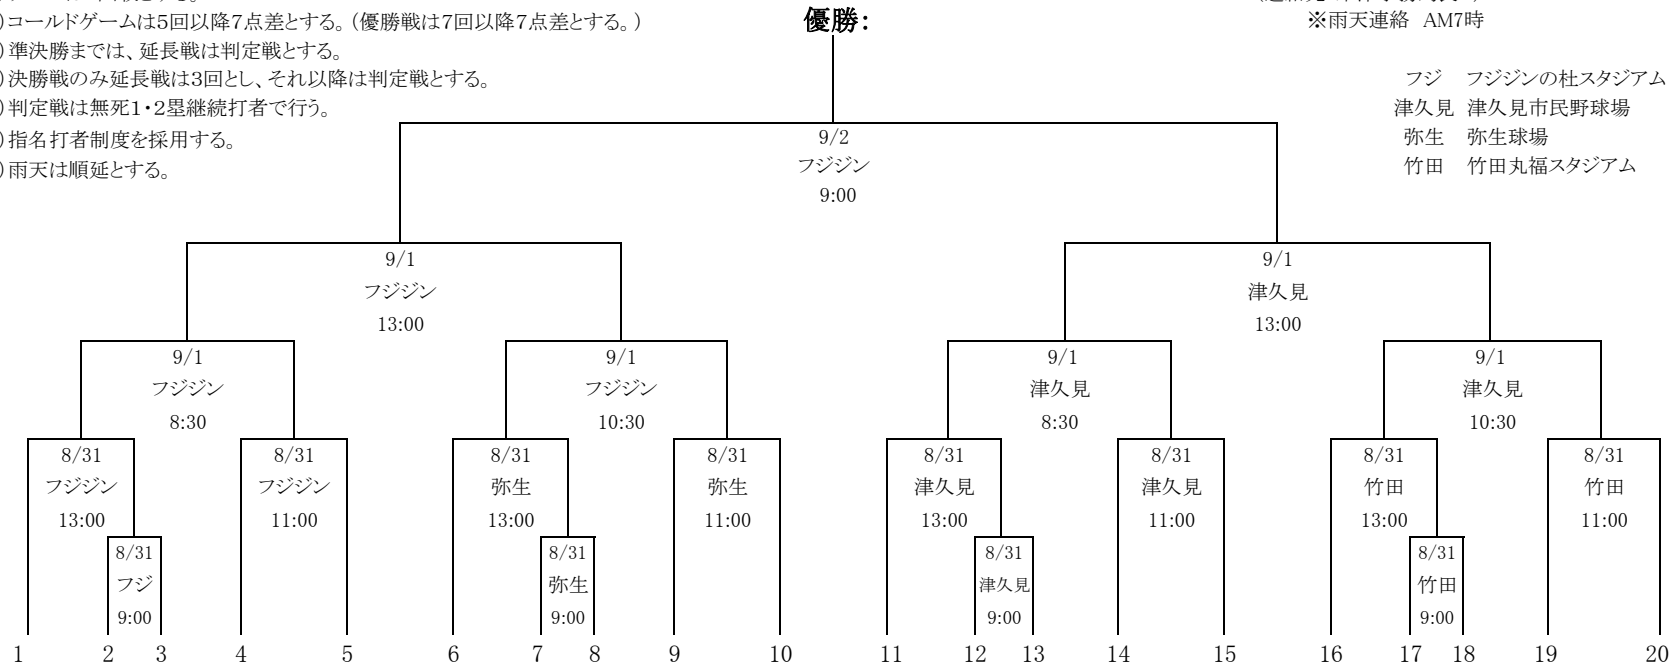 )コールドゲームは5回以降7点差とする。（優勝戦は7回以降7点差とする。）
)準決勝までは、延長戦は判定戦とする。
)決勝戦のみ延長戦は3回とし、それ以降は判定戦とする。
)判定戦は無死1・2塁継続打者で行う。
)指名打者制度を採用する。
)雨天は順延とする。
優勝:
※雨天連絡 AM7時
フジ フジジンの杜スタジアム
津久見 津久見市民野球場
弥生 弥生球場
竹田 竹田丸福スタジアム
9/2
フジジン
9:00
9/1 9/1
フジジン 津久見
13:00 13:00
9/1 9/1 9/1 9/1
フジジン フジジン 津久見 津久見
8:30 10:30 8:30 10:30
8/31 8/31 8/31 8/31 8/31 8/31 8/31 8/31
フジジン フジジン 弥生 弥生 津久見 津久見 竹田 竹田
13:00 11:00 13:00 11:00 13:00 11:00 13:00 11:00
8/31 8/31 8/31 8/31
フジ 弥生 津久見 竹田
9:00 9:00 9:00 9:00
1 2 3 4 5 6 7 8 9 10 11 12 13 14 15 16 17 18 19 20